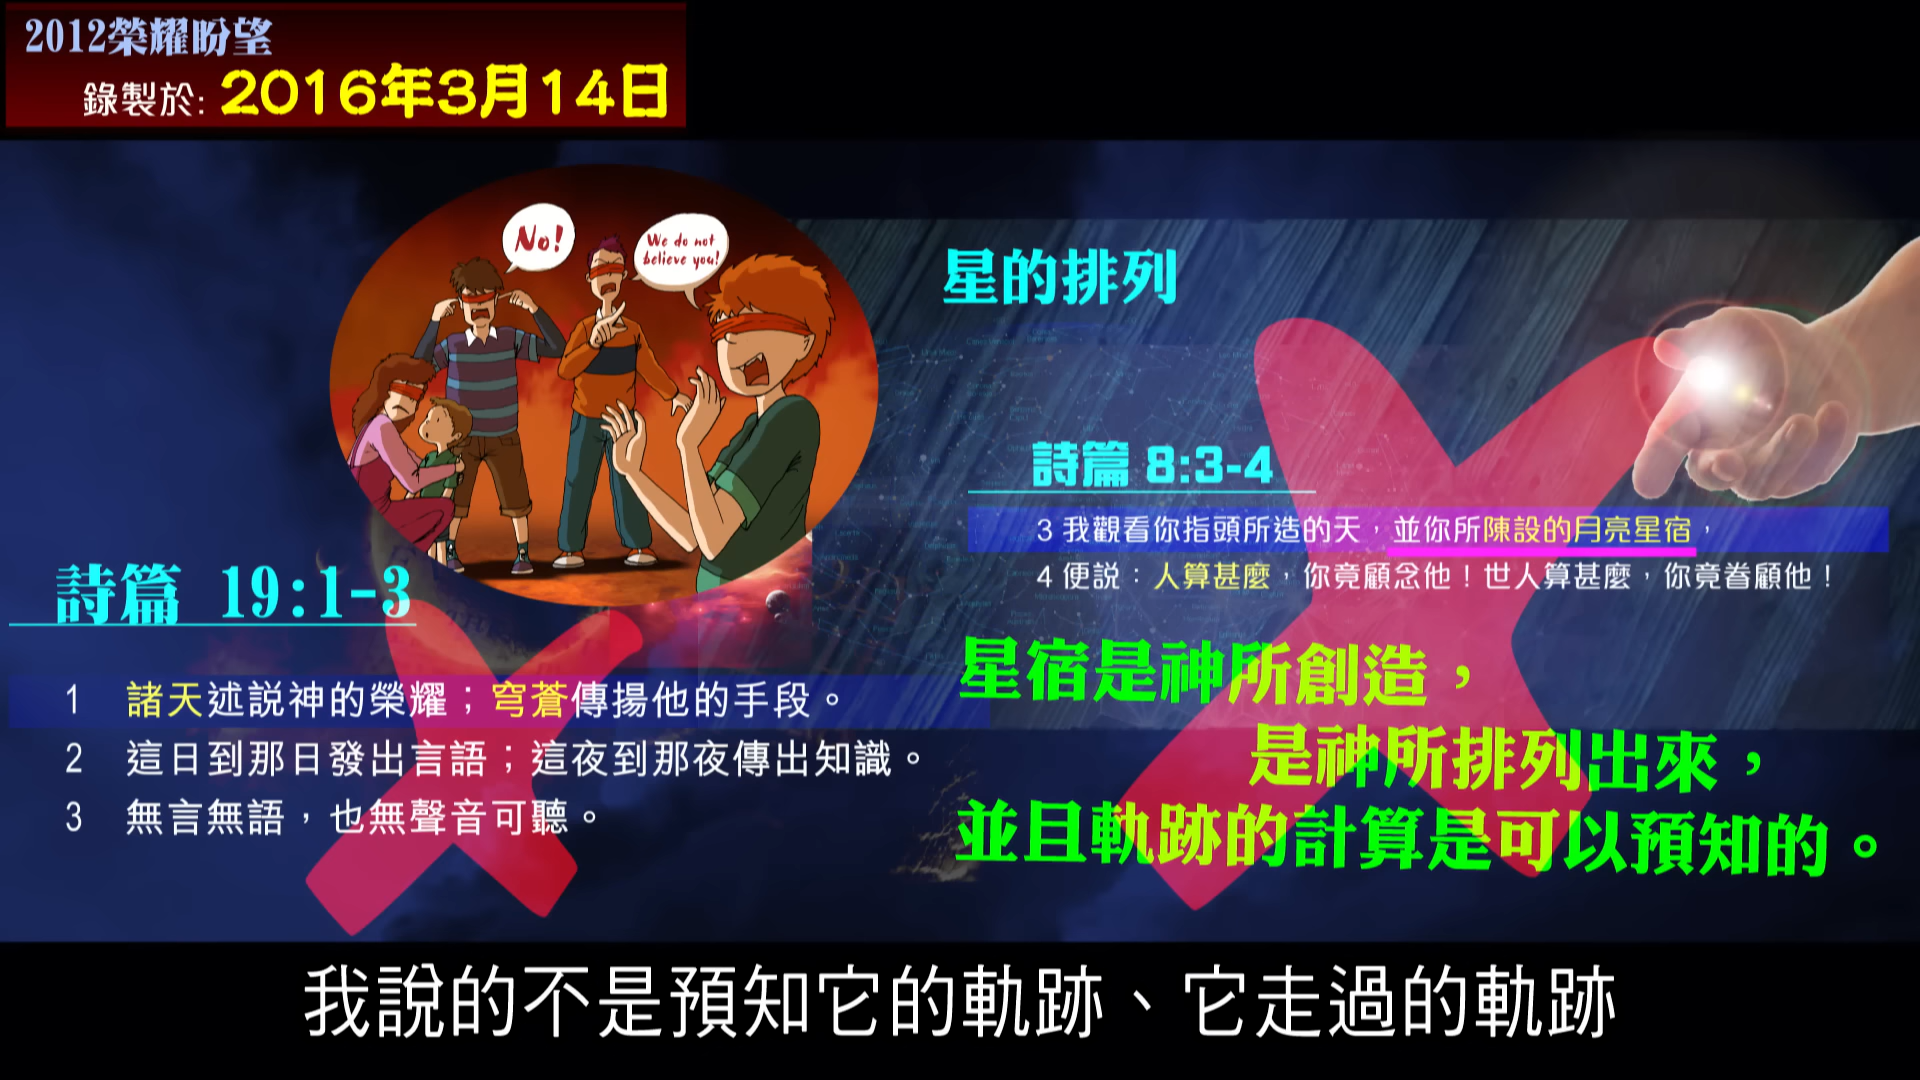 2012榮耀盼望
錄製於: 2016年3月14日
No!
We do not
believe you!
星的排列
詩篇 8:3-4
3 我觀看你指頭所造的天，並你所陳設的月亮星宿，
4 便說：人算甚麼，你竟顧念他！世人算甚麼，你竟眷顧他！
詩篇 19:1-3
1 諸天述說神的榮耀；穹蒼傳揚他的手段。
2 這日到那日發出言語；這夜到那夜傳出知識。
3 無言無語，也無聲音可聽。
星宿是神所創造，
是神所排列出來，
並且軌跡的計算是可以預知的。
我說的不是預知它的軌跡、它走過的軌跡